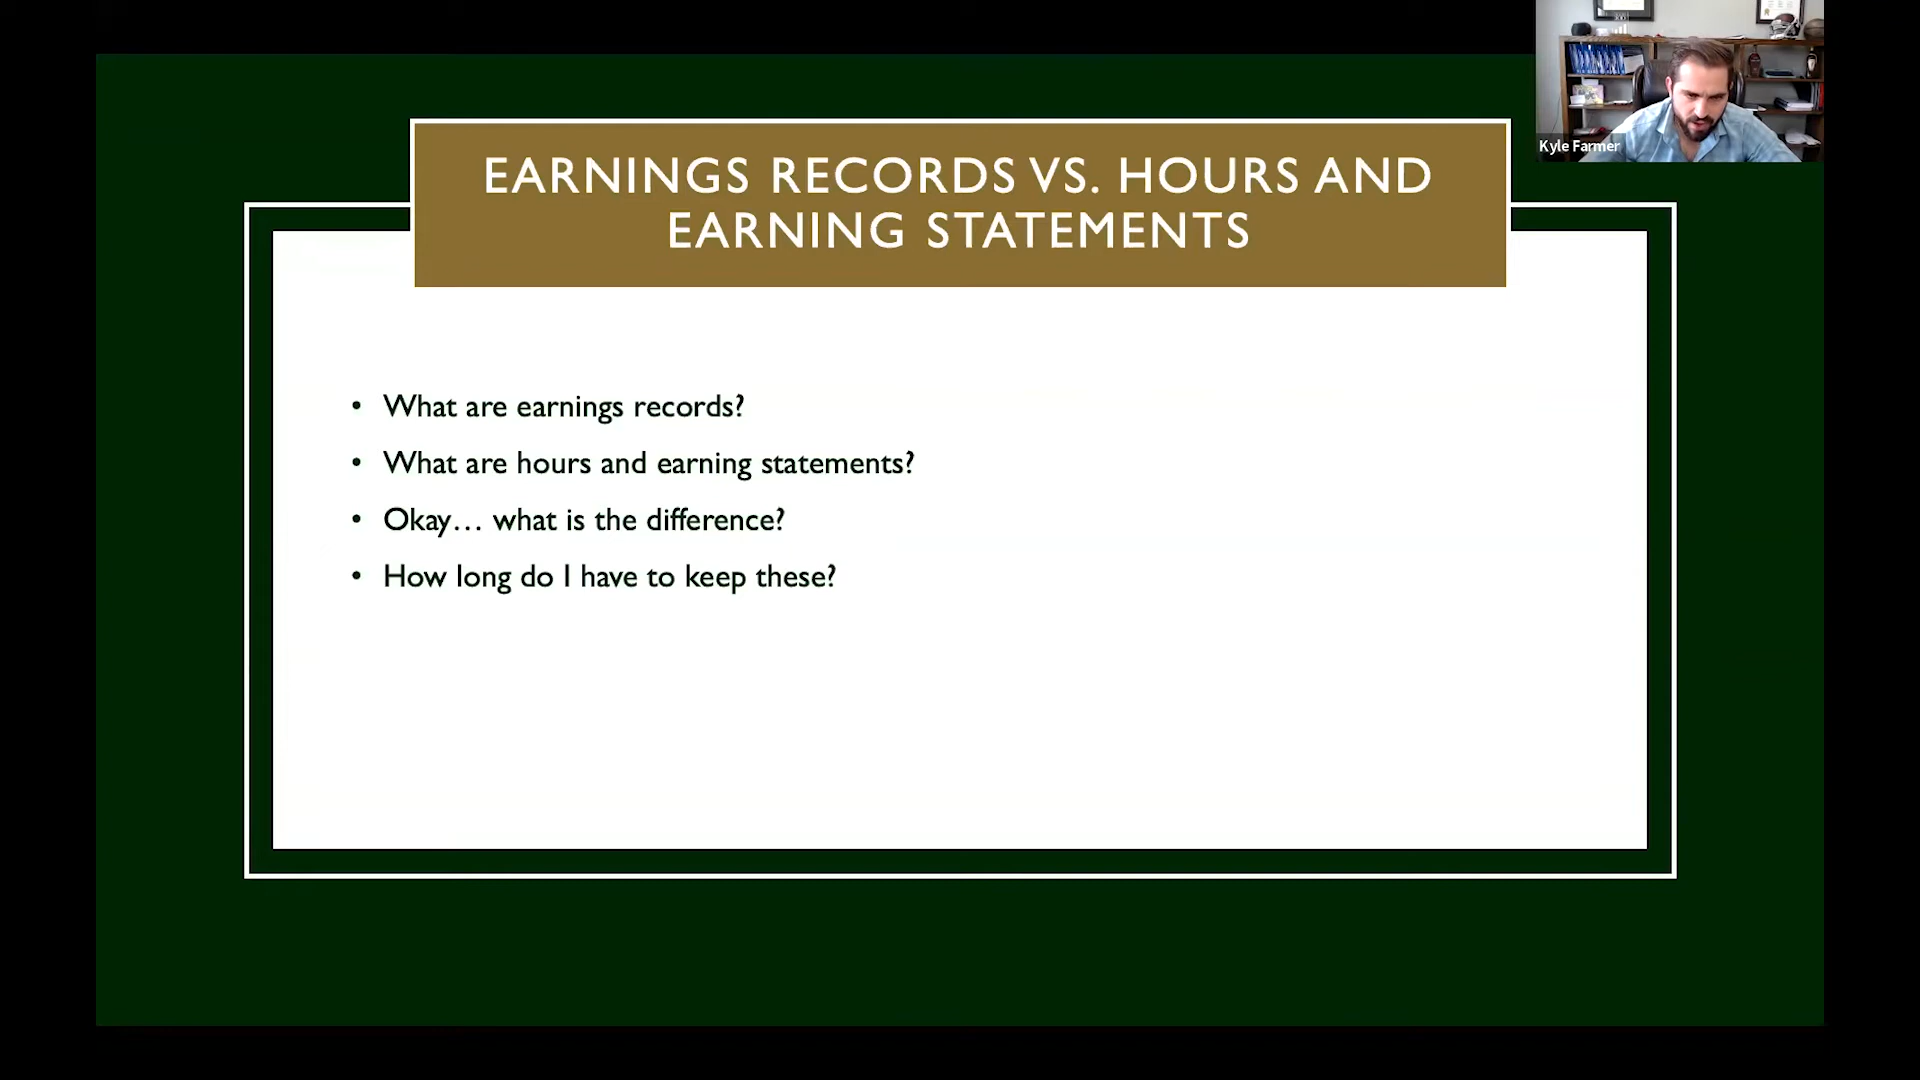 EARNINGS RECORDS VS. HOURS AND
EARNING STATEMENTS
• What are earnings records?
• What are hours and earning statements?
• Okay… what is the difference?
• How long do I have to keep these?
Kyle Farmer